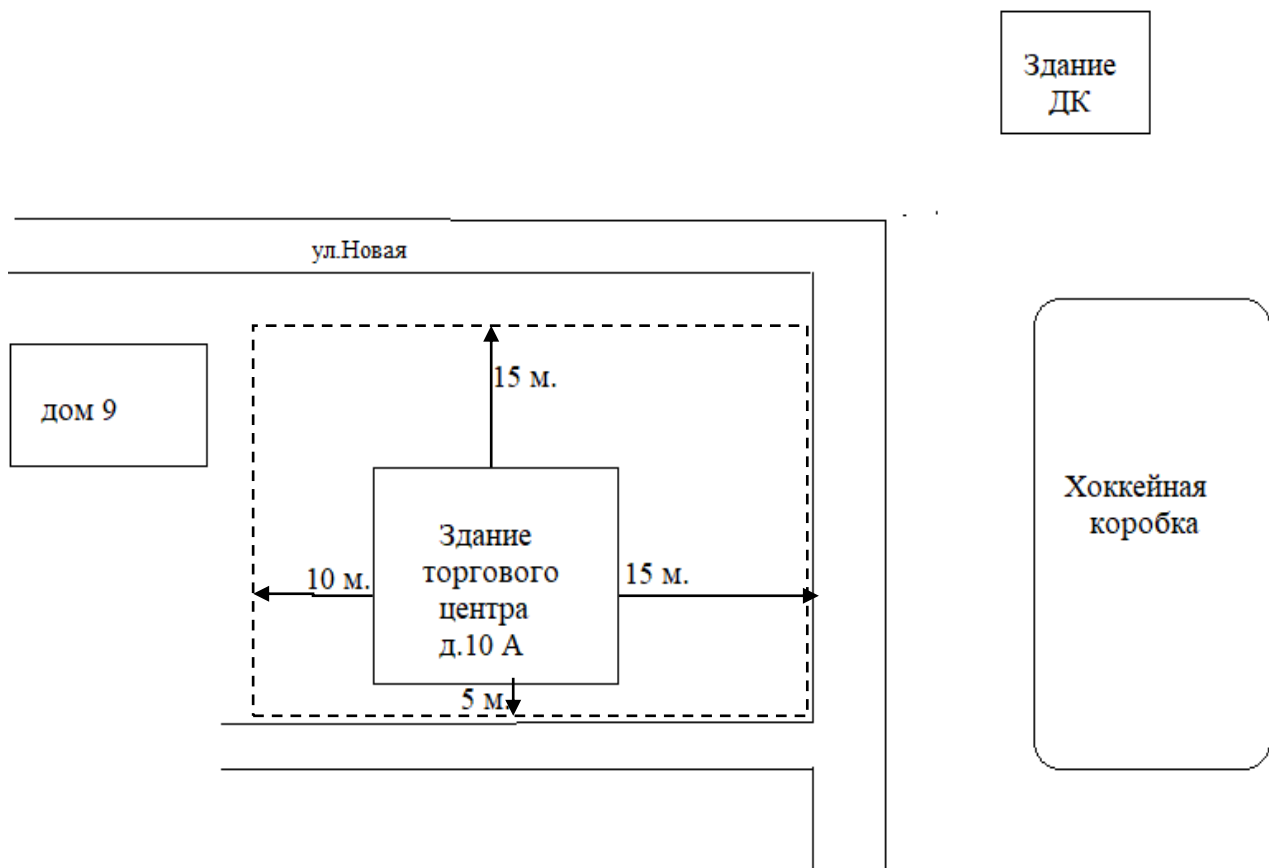 Здание
ДК
ул.Новая
15 м.
дом 9
Хоккейная
коробка
Здание
торгового
центра
д.10 А
10 м.
15 м.
5 м.